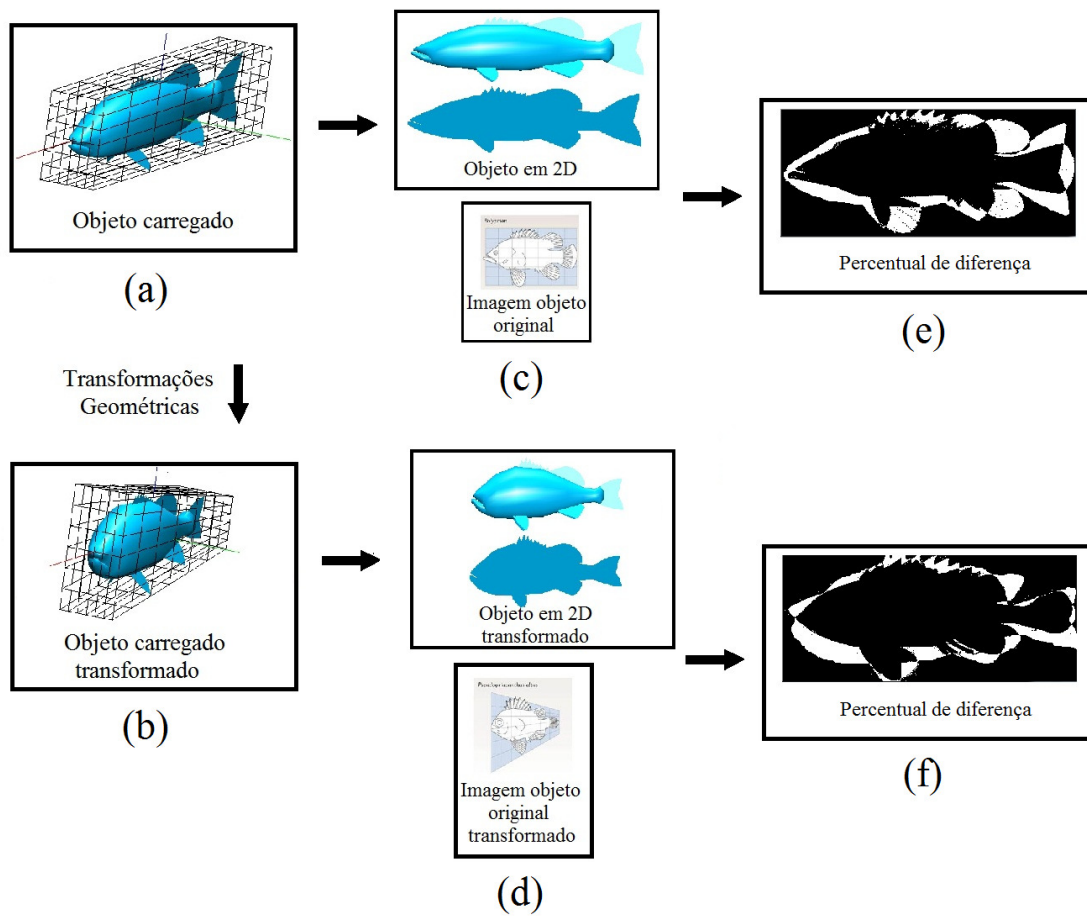 Objeto carregado
(a)
Objeto em 2D
Imagem objeto
original
(c)
Percentual de diferença
(e)
Transformações
Geométricas
Objeto carregado
transformado
(b)
Objeto em 2D
transformado
Imagem objeto
original
transformado
(d)
Percentual de diferença
(f)